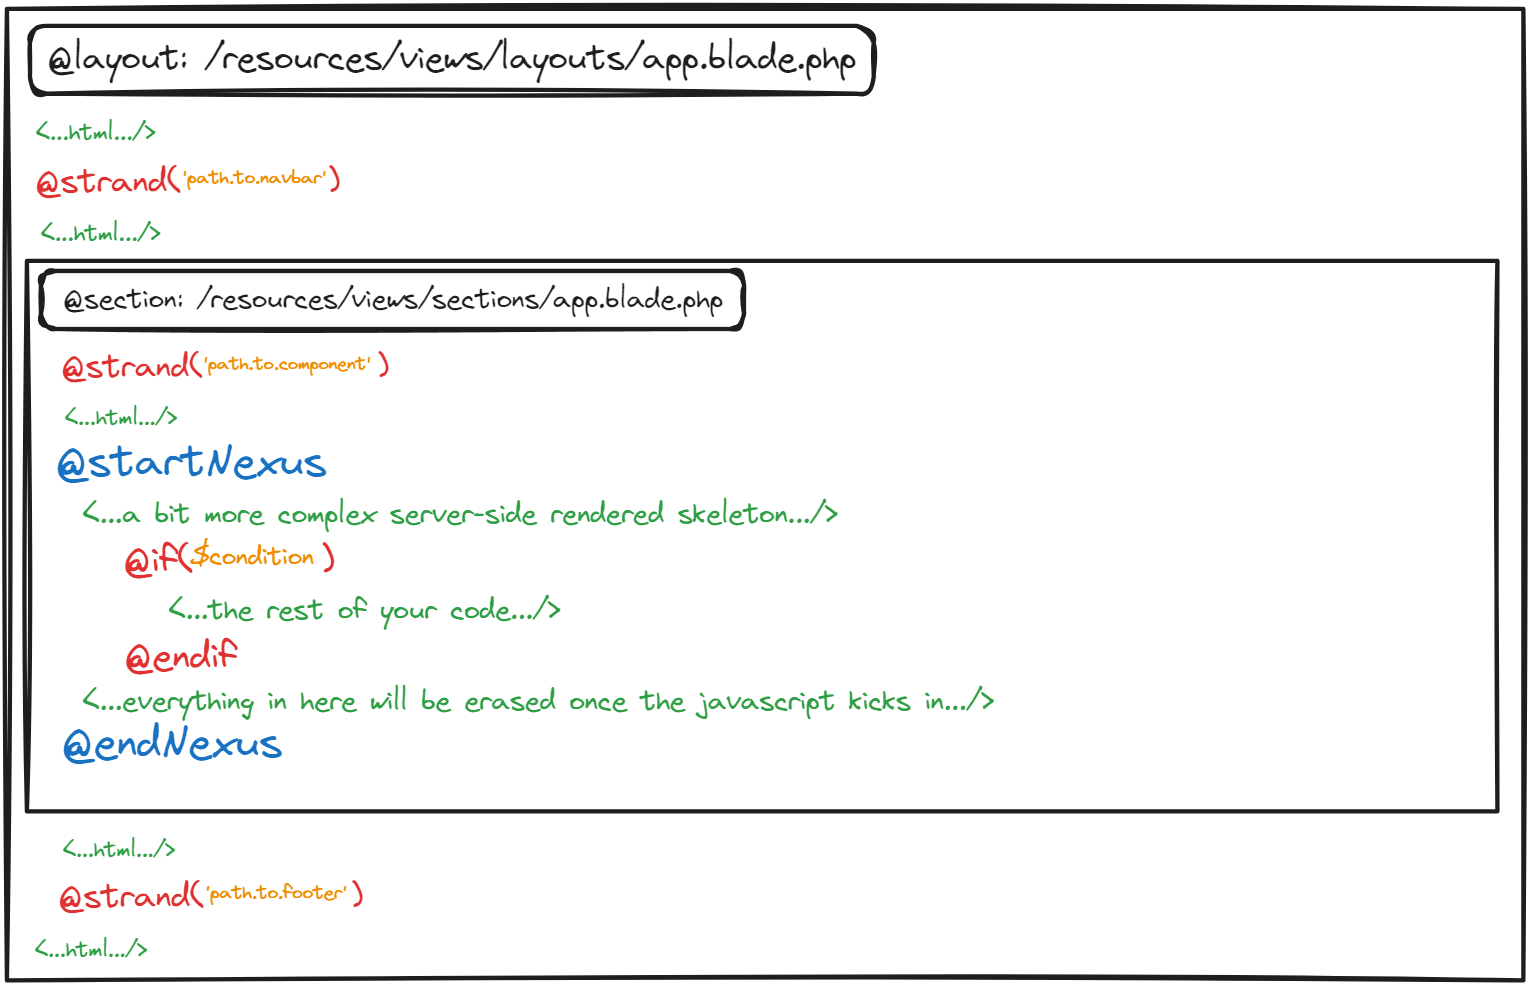 @layout: /resources/views/layouts/app.blade.php
<...html.../>
@strand('path.to.navbar')
<...html.../>
@section: /resources/views/sections/app.blade.php
@strand('path.to.component' )
<...html.../>
@startNexus
<...a bit more complex server-side rendered skeleton.../>
@if($condition )
<...the rest of your code.../>
@endif
<...everything in here will be erased once the javascript kicks in.../>
@endNexus
<...html.../>
@strand('path.to.footer' )
<...html.../>